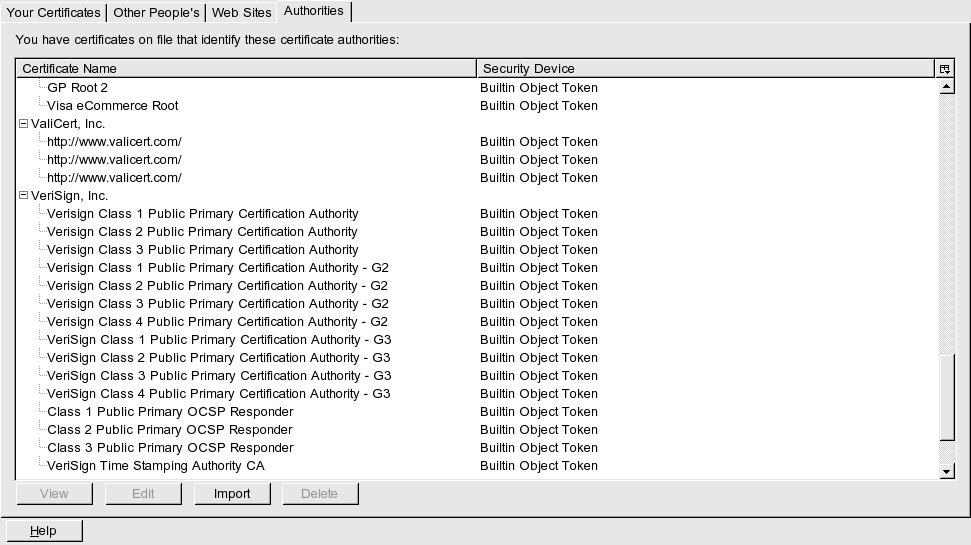 Your Certificates Other People's Web Sites Authorities
You have certificates on file that identify these certificate authorities:
Certificate Name Security Device
GP Root 2 Builtin Object Token
Visa eCommerce Root Builtin Object Token
ValiCert, Inc.
http://www.valicert.com/ Builtin Object Token
http://www.valicert.com/ Builtin Object Token
http://www.valicert.com/ Builtin Object Token
VeriSign, Inc.
Verisign Class 1 Public Primary Certification Authority Builtin Object Token
Verisign Class 2 Public Primary Certification Authority Builtin Object Token
Verisign Class 3 Public Primary Certification Authority Builtin Object Token
Verisign Class 1 Public Primary Certification Authority - G2 Builtin Object Token
Verisign Class 2 Public Primary Certification Authority - G2 Builtin Object Token
Verisign Class 3 Public Primary Certification Authority - G2 Builtin Object Token
Verisign Class 4 Public Primary Certification Authority - G2 Builtin Object Token
VeriSign Class 1 Public Primary Certification Authority - G3 Builtin Object Token
VeriSign Class 2 Public Primary Certification Authority - G3 Builtin Object Token
VeriSign Class 3 Public Primary Certification Authority - G3 Builtin Object Token
VeriSign Class 4 Public Primary Certification Authority - G3 Builtin Object Token
Class 1 Public Primary OCSP Responder Builtin Object Token
Class 2 Public Primary OCSP Responder Builtin Object Token
Class 3 Public Primary OCSP Responder Builtin Object Token
VeriSign Time Stamping Authority CA Builtin Object Token
View Edit Import Delete
Help